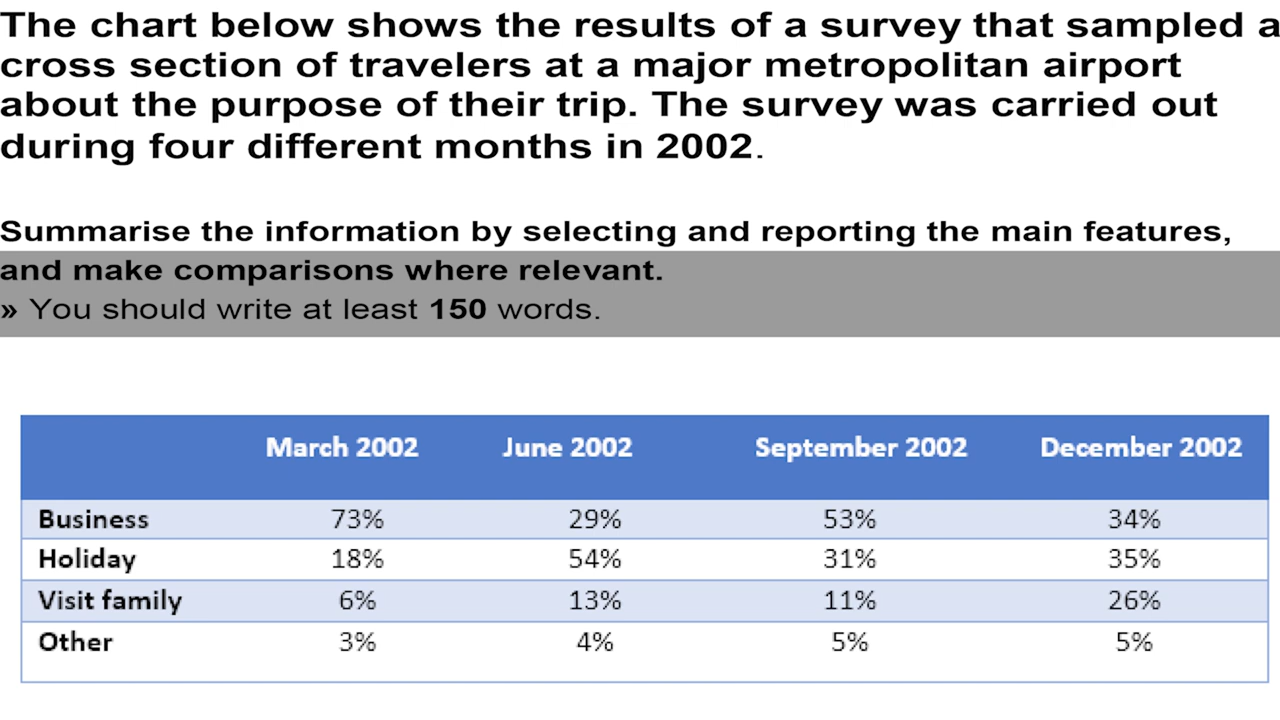 The chart below shows the results of a survey that sampled a
cross section of travelers at a major metropolitan airport
about the purpose of their trip. The survey was carried out
during four different months in 2002.
Summarise the information by selecting and reporting the main features,
and make comparisons where relevant.
» You should write at least 150 words.
March 2002 June 2002 September 2002 December 2002
Business 73% 29% 53% 34%
Holiday 18% 54% 31% 35%
Visit family 6% 13% 11% 26%
Other 3% 4% 5% 5%